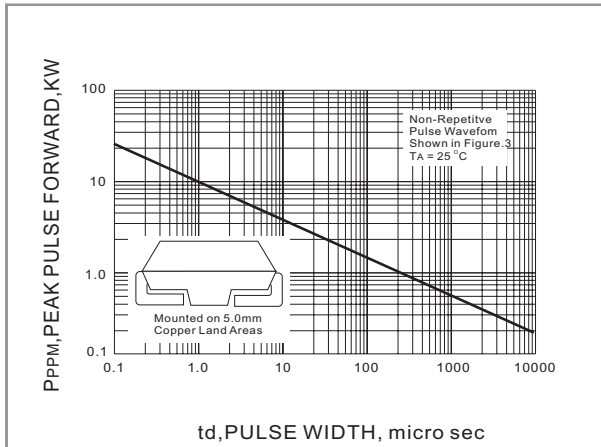 PPPM,PEAK PULSE FORWARD,KW
100
10
1.0
0.1
Non-Repetitve
Pulse Wavefom
Shown in Figure.3
TA = 25 °C
Mounted on 5.0mm
Copper Land Areas
0.1 1.0 10 100 1000 10000
td,PULSE WIDTH, micro sec